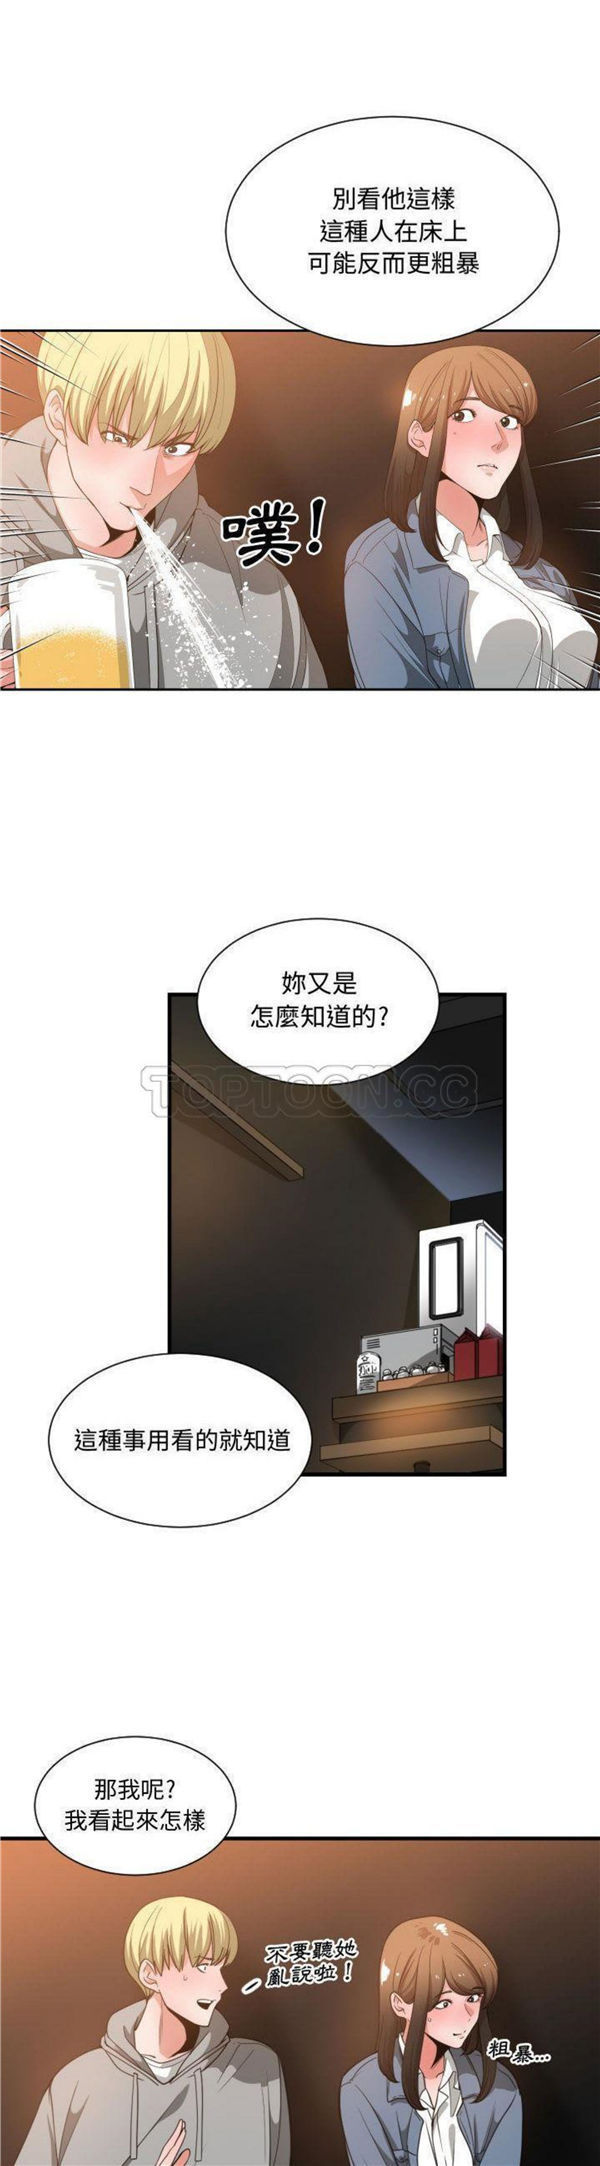 別看他這樣
這種人在床上
可能反而更粗暴
噗!
妳又是
怎麼知道的?
TOPTOON.CC
這種事用看的就知道
那我呢?
我看起來怎樣
不要聽她
亂說啦!
粗暴...